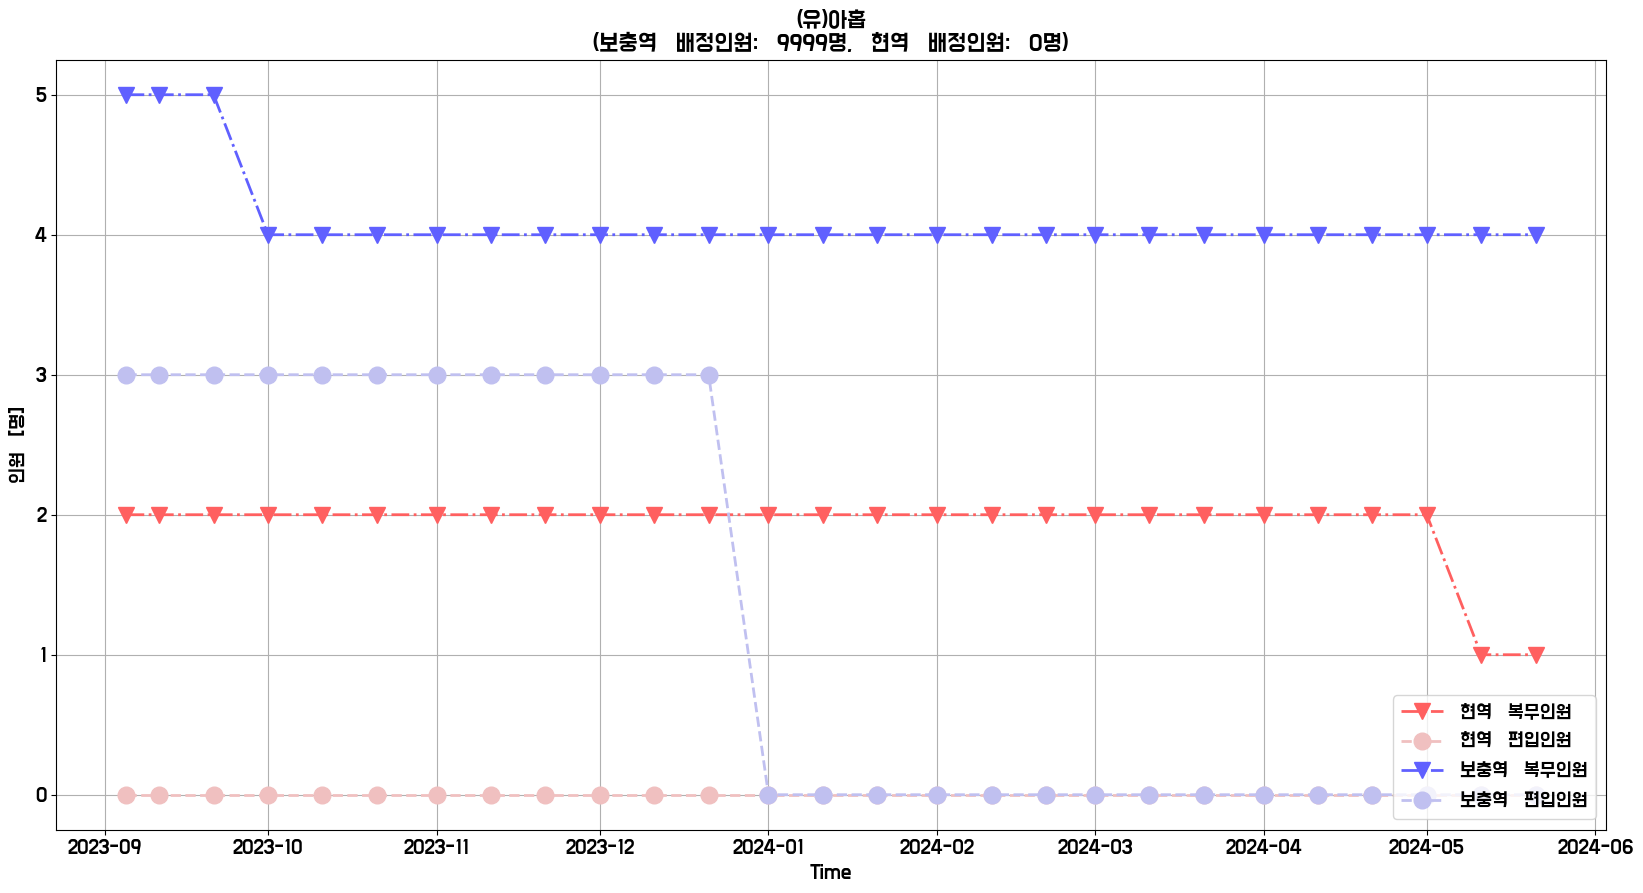 (유)아홉
(보충역 배정인원: 9999명, 현역 배정인원: 0명)
5
4
3
2
1
0
인원 [명]
2023-09 2023-10 2023-11 2023-12 2024-01 2024-02 2024-03 2024-04 2024-05 2024-06
Time
현역 복무인원
현역 편입인원
보충역 복무인원
보충역 편입인원